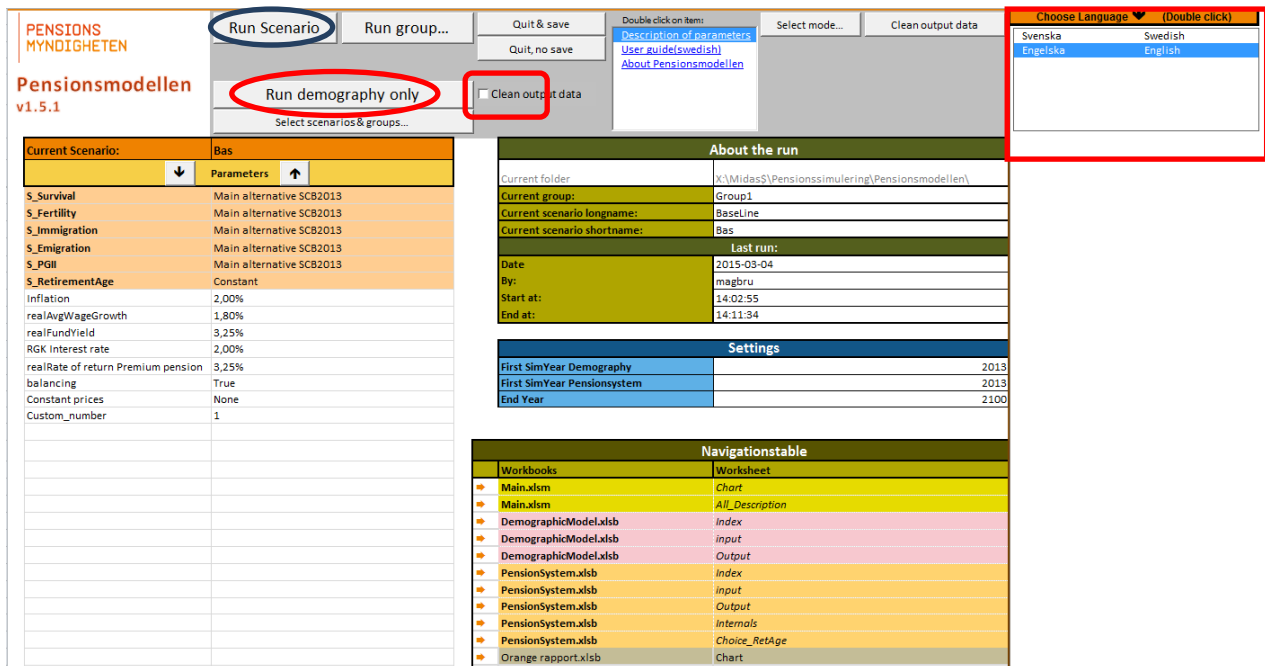 PENSIONS
MYNDIGHETEN
Pensionsmodellen
v1.5.1
Run Scenario
Run group...
Quit & save
Quit, no save
Double click on item:
Description of parameters
User guide(swedish)
About Pensionsmodellen
Select mode...
Clean output data
Choose Language (Double click)
Svenska Swedish
Engelska English
Run demography only
Clean output data
Select scenarios & groups...
Current Scenario: Bas
Parameters
S_Survival Main alternative SCB2013
S_Fertility Main alternative SCB2013
S_Immigration Main alternative SCB2013
S_Emigration Main alternative SCB2013
S_PGII Main alternative SCB2013
S_RetirementAge Constant
Inflation 2,00%
realAvgWageGrowth 1,80%
realFundYield 3,25%
RGK Interest rate 2,00%
realRate of return Premium pension 3,25%
balancing True
Constant prices None
Custom_number 1
About the run
Current folder X:\Midas$\Pensionssimulering\Pensionsmodellen\
Current group: Group1
Current scenario longname: BaseLine
Current scenario shortname: Bas
Last run:
Date 2015-03-04
By: magbru
Start at: 14:02:55
End at: 14:11:34
Settings
First SimYear Demography 2013
First SimYear Pensionsystem 2013
End Year 2100
Navigationstable
Workbooks Worksheet
Main.xlsm Chart
Main.xlsm All_Description
DemographicModel.xlsb Index
DemographicModel.xlsb input
DemographicModel.xlsb Output
PensionSystem.xlsb Index
PensionSystem.xlsb input
PensionSystem.xlsb Output
PensionSystem.xlsb Internals
PensionSystem.xlsb Choice_RetAge
Orange rapport.xlsb Chart